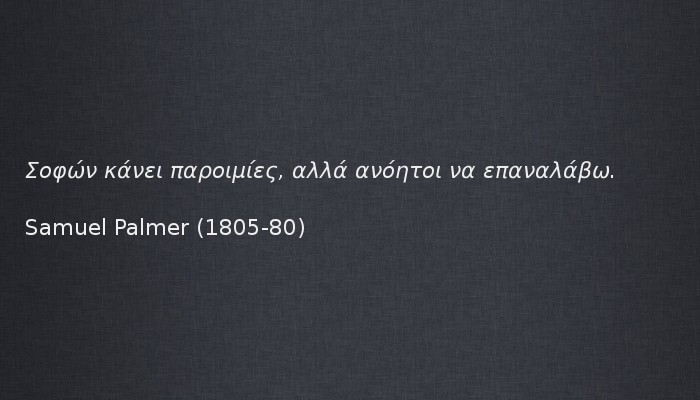 Σοφών κάνει παροιμίες, αλλά ανόητοι να επαναλάβω.
Samuel Palmer (1805-80)